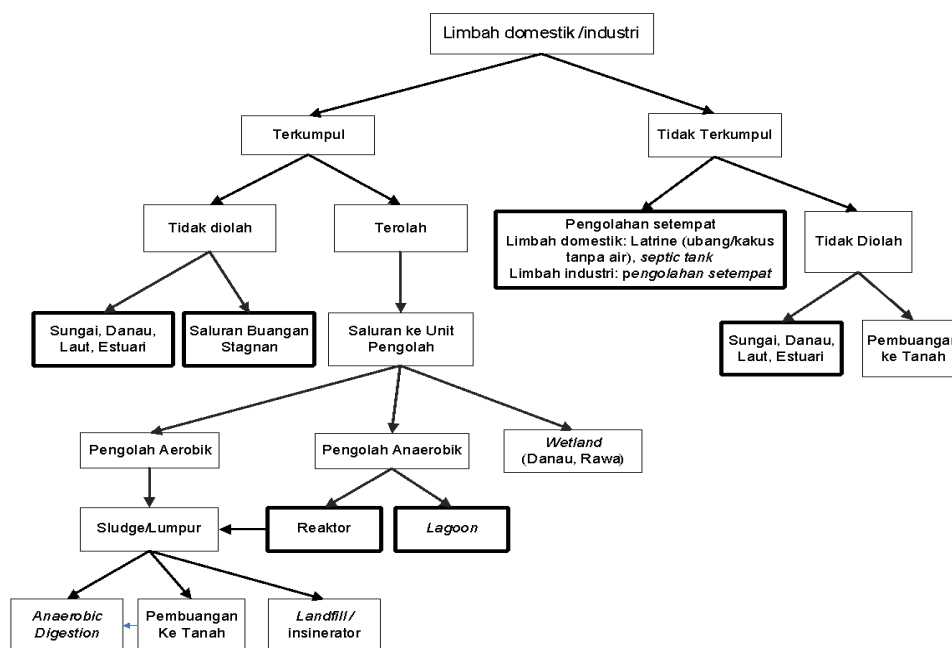 Limbah domestik /industri
Terkumpul
Tidak Terkumpul
Tidak diolah
Terolah
Pengolahan setempat
Limbah domestik: Latrine (ubang/kakus
tanpa air), septic tank
Limbah industri: pengolahan setempat
Tidak Diolah
Sungai, Danau,
Laut, Estuari
Saluran Buangan
Stagnan
Saluran ke Unit
Pengolah
Sungai, Danau,
Laut, Estuari
Pembuangan
ke Tanah
Pengolah Aerobik
Pengolah Anaerobik
Wetland
(Danau, Rawa)
Sludge/Lumpur
Reaktor
Lagoon
Anaerobic
Digestion
Pembuangan
Ke Tanah
Landfill/
insinerator